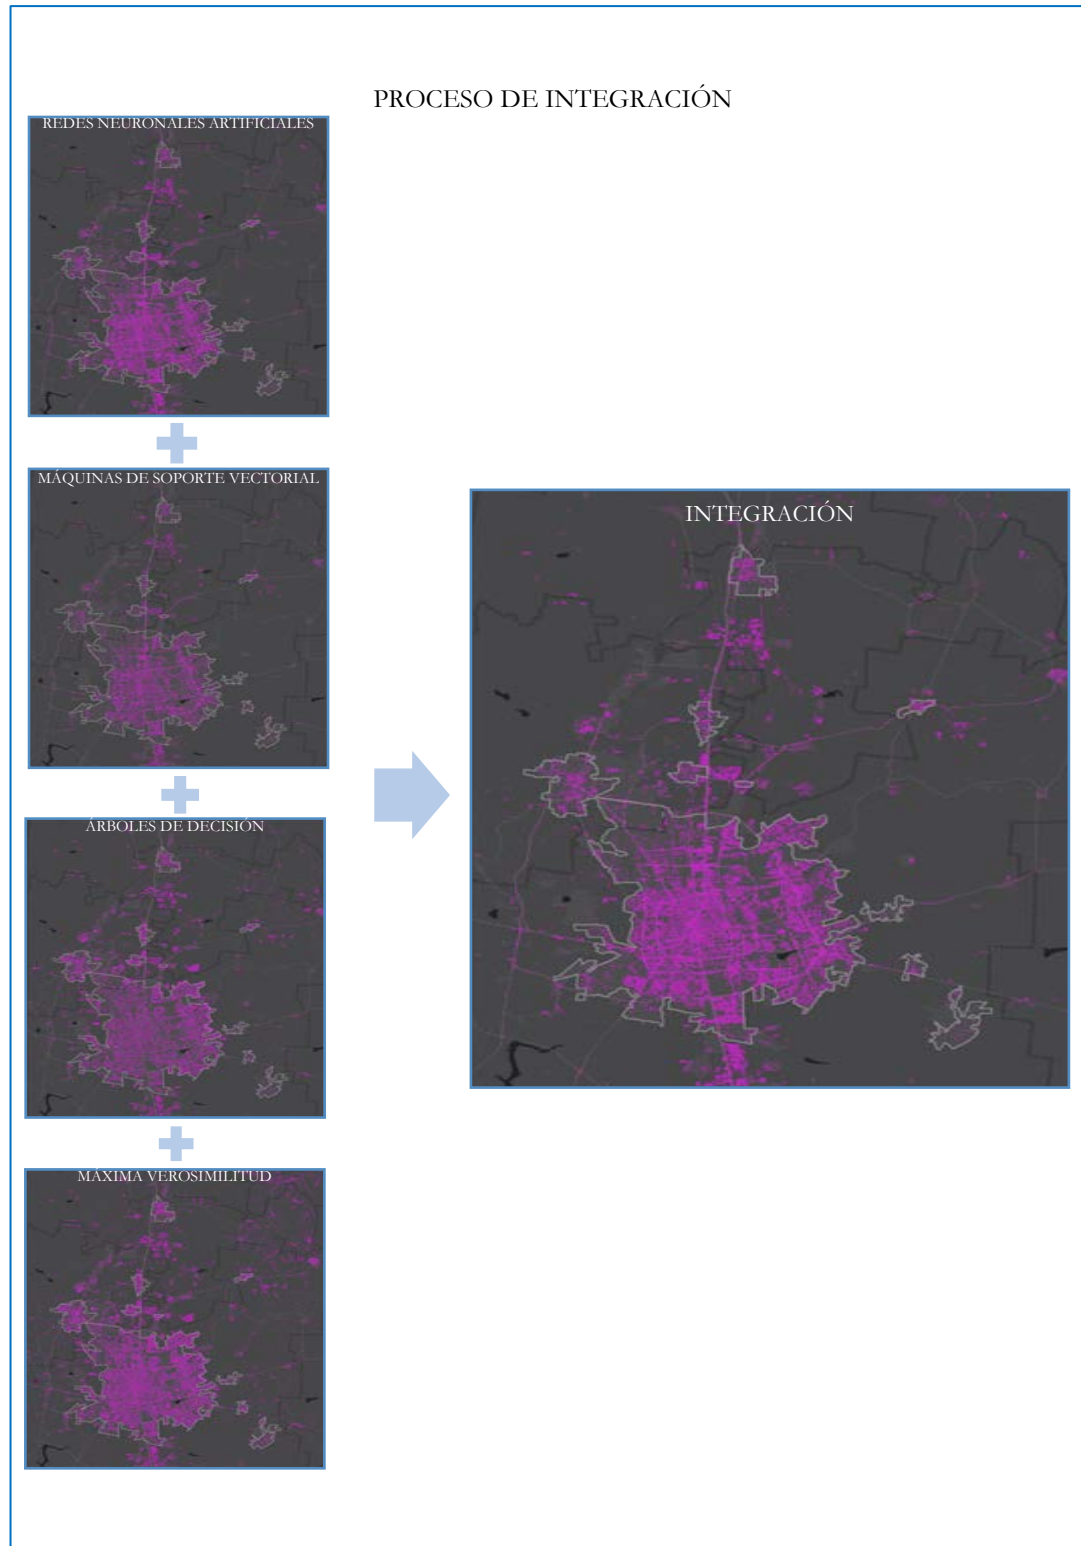 PROCESO DE INTEGRACIÓN
REDES NEURONALES ARTIFICIALES
MÁQUINAS DE SOPORTE VECTORIAL
INTEGRACIÓN
ÁRBOLES DE DECISIÓN
MÁXIMA VEROSIMILITUD